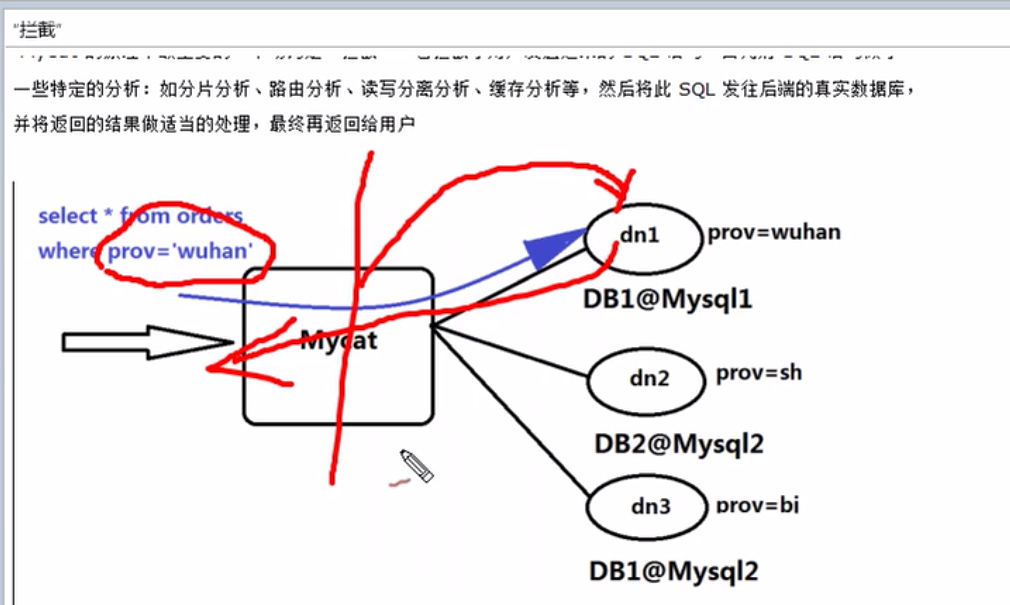 "拦截"
一些特定的分析：如分片分析、路由分析、读写分离分析、缓存分析等，然后将此 SQL 发往后端的真实数据库，
并将返回的结果做适当的处理，最终再返回给用户
select * from orders
where prov='wuhan'
dn1 prov=wuhan
DB1@Mysql1
Mycat
dn2 prov=sh
DB2@Mysql2
dn3 prov=bj
DB1@Mysql2